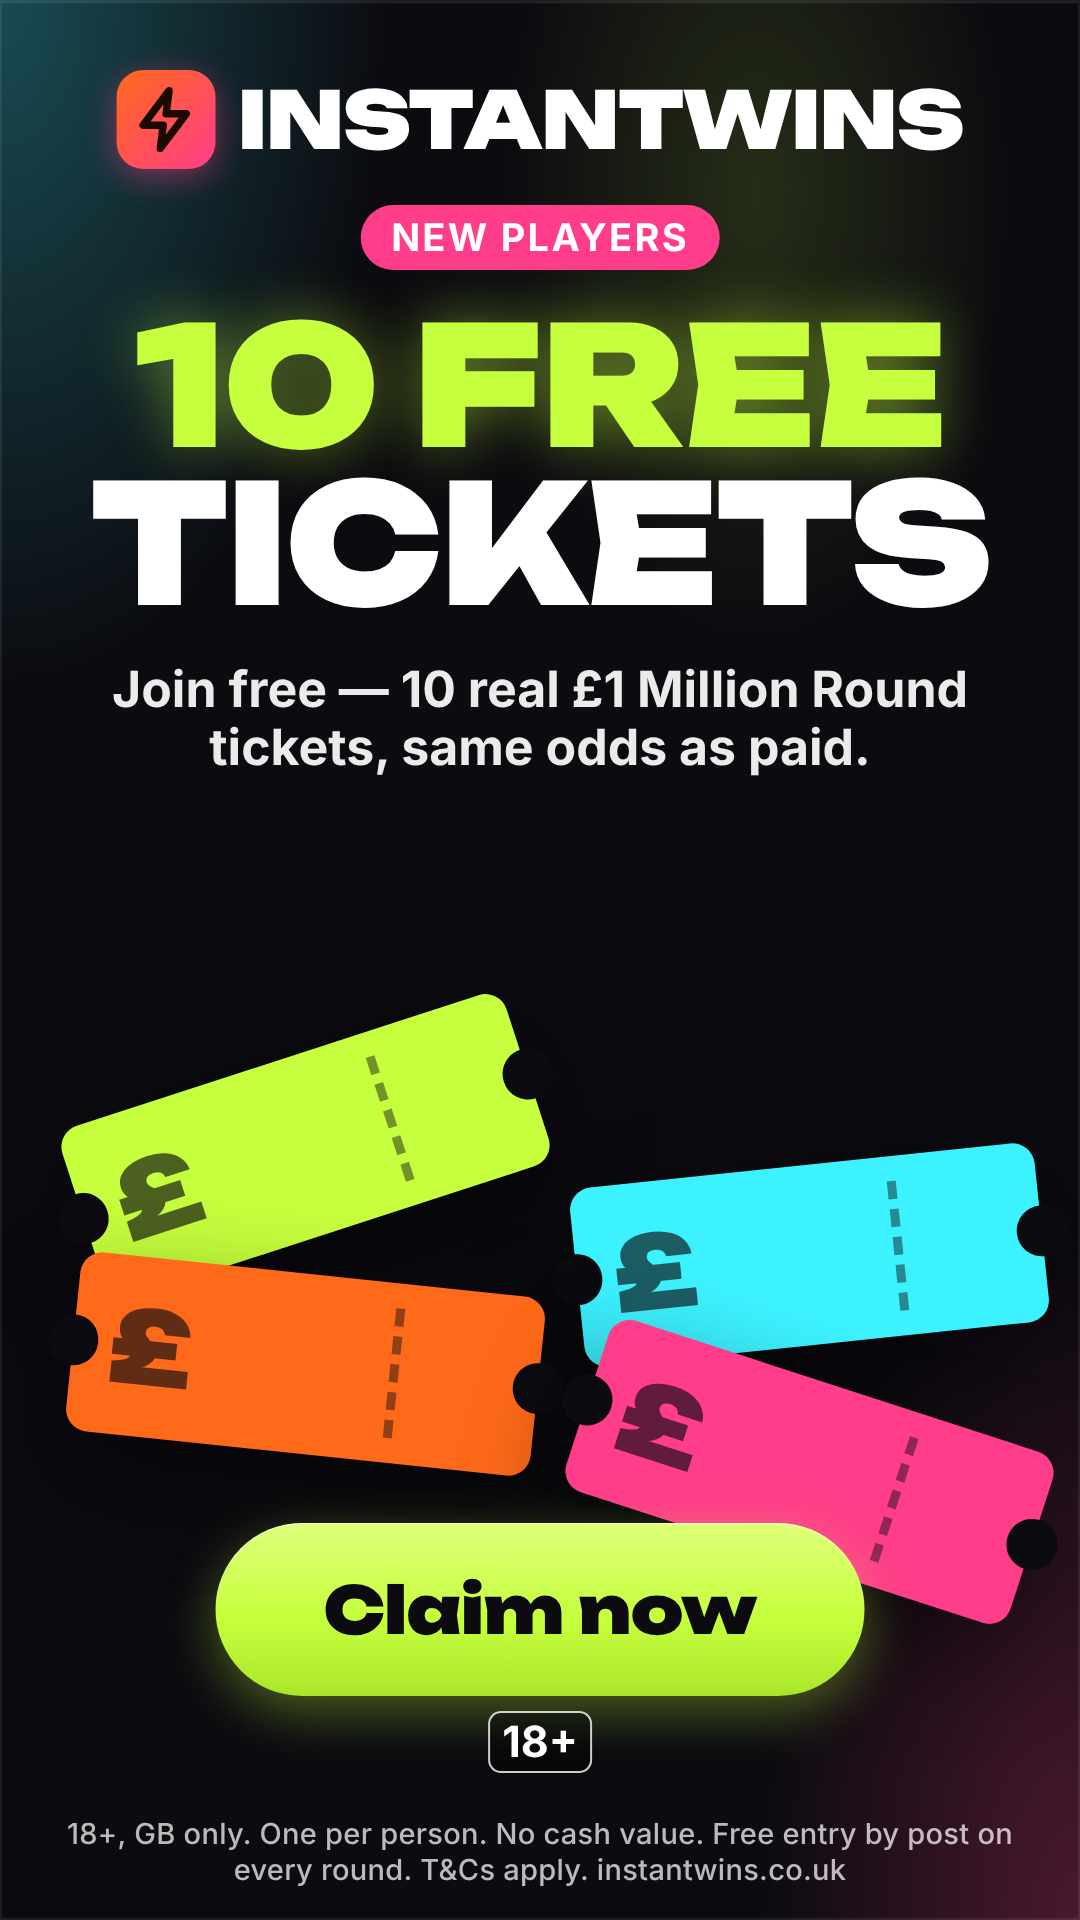 INSTANTWINS
NEW PLAYERS
10 FREE
TICKETS
Join free — 10 real £1 Million Round
tickets, same odds as paid.
£
£
£
£
Claim now
18+
18+, GB only. One per person. No cash value. Free entry by post on
every round. T&Cs apply. instantwins.co.uk